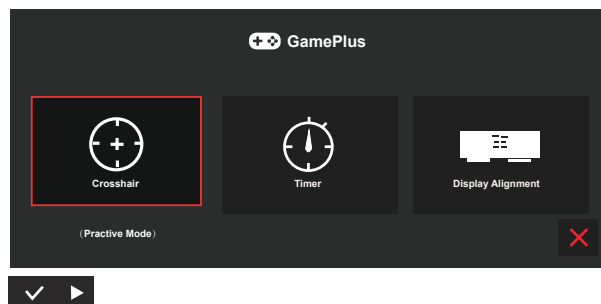 GamePlus
Crosshair
Timer
Display Alignment
（Practive Mode）